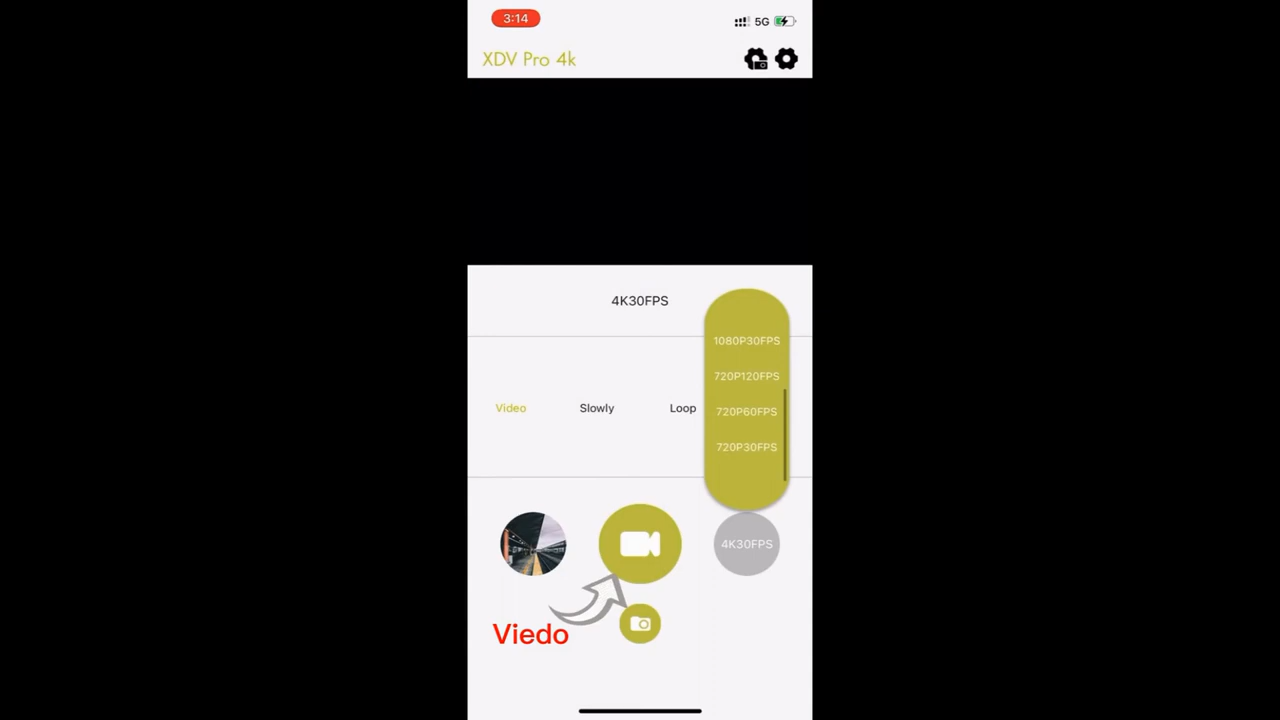 3:14
5G
XDV Pro 4k
4K30FPS
1080P30FPS
720P120FPS
Video
Slowly
Loop
720P60FPS
720P30FPS
4K30FPS
Viedo